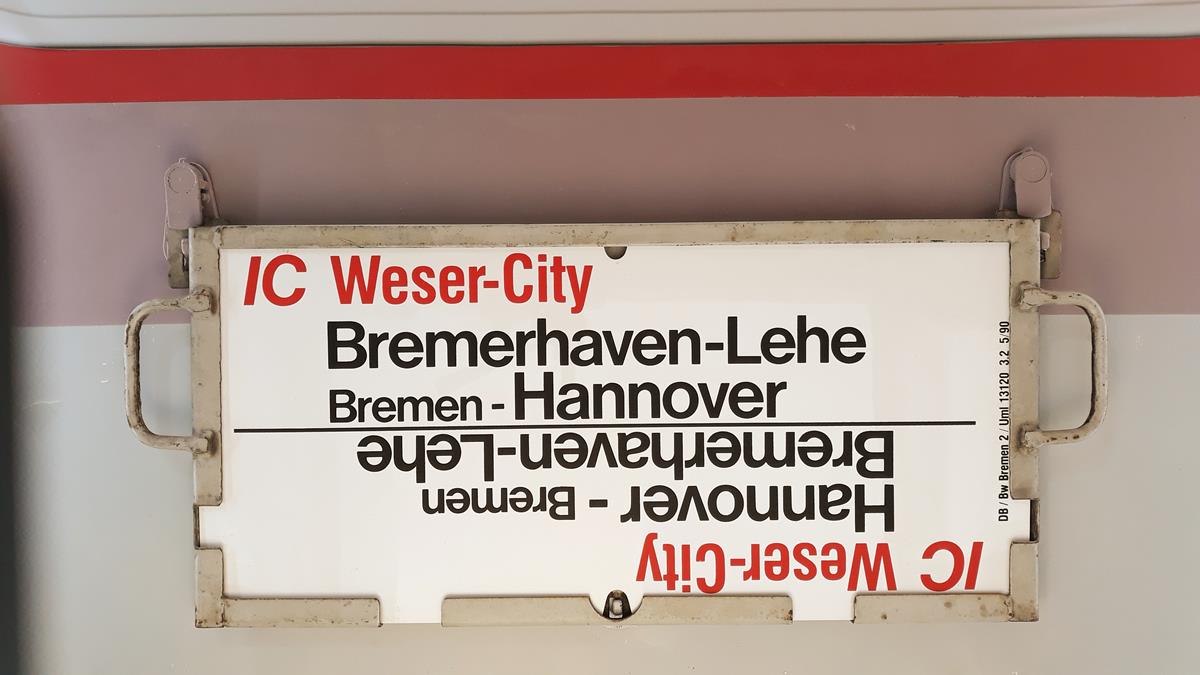 IC Weser-City
Bremerhaven-Lehe
Bremen - Hannover
IC Weser-City
Hannover - Bremen
Bremerhaven-Lehe
DB / Bw Bremen 2 / Uml 13120 3.2 5/90